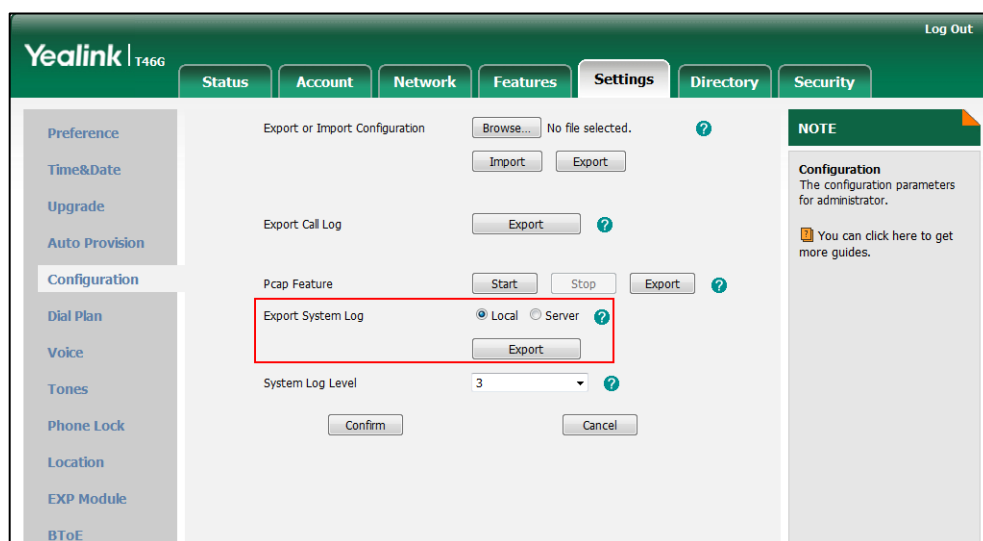 Log Out
Yealink T46G
Status Account Network Features Settings Directory Security
Preference
Time&Date
Upgrade
Auto Provision
Configuration
Dial Plan
Voice
Tones
Phone Lock
Location
EXP Module
BToE
Export or Import Configuration Browse... No file selected. ?
Import Export
Export Call Log Export ?
Pcap Feature Start Stop Export ?
Export System Log Local Server ?
Export
System Log Level 3 ?
Confirm Cancel
NOTE
Configuration
The configuration parameters
for administrator.
? You can click here to get
more guides.